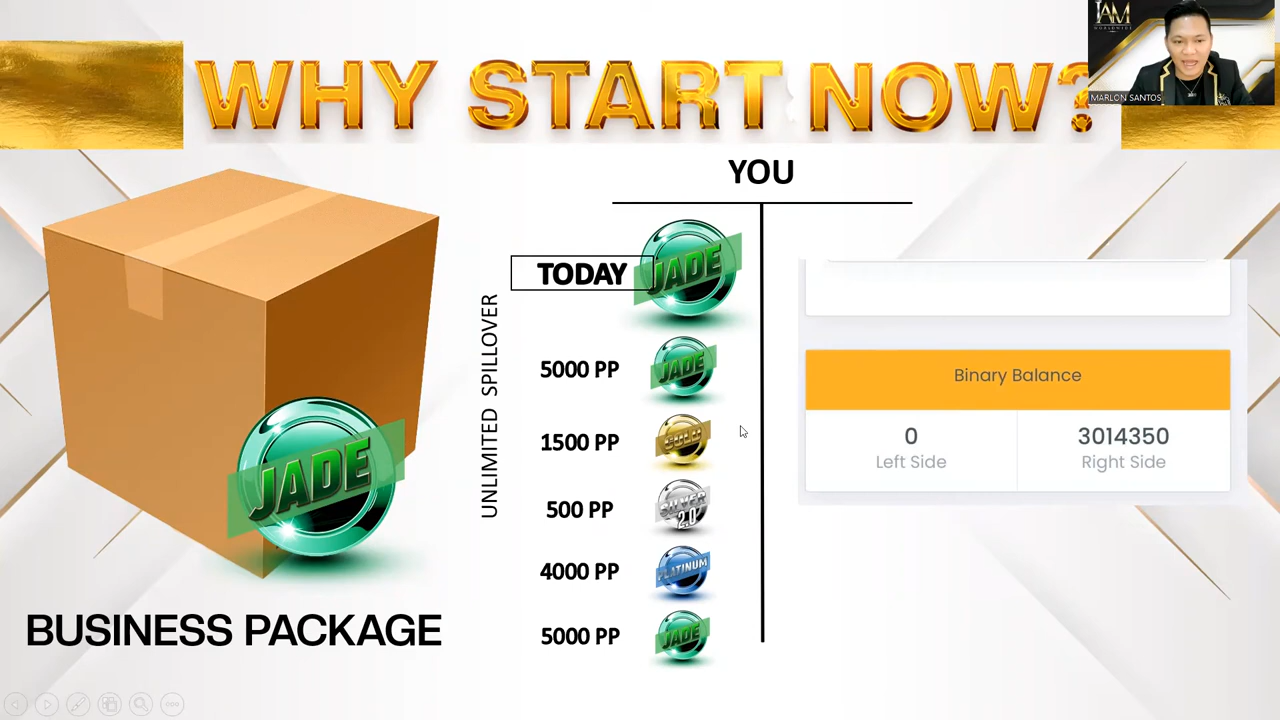 WHY START NOW?
IAM
WORLDWIDE
MARLON SANTOS
YOU
TODAY
JADE
UNLIMITED SPILLOVER
5000 PP
JADE
1500 PP
GOLD
500 PP
SILVER
2.0
4000 PP
PLATINUM
5000 PP
JADE
JADE
BUSINESS PACKAGE
Binary Balance
0
Left Side
3014350
Right Side